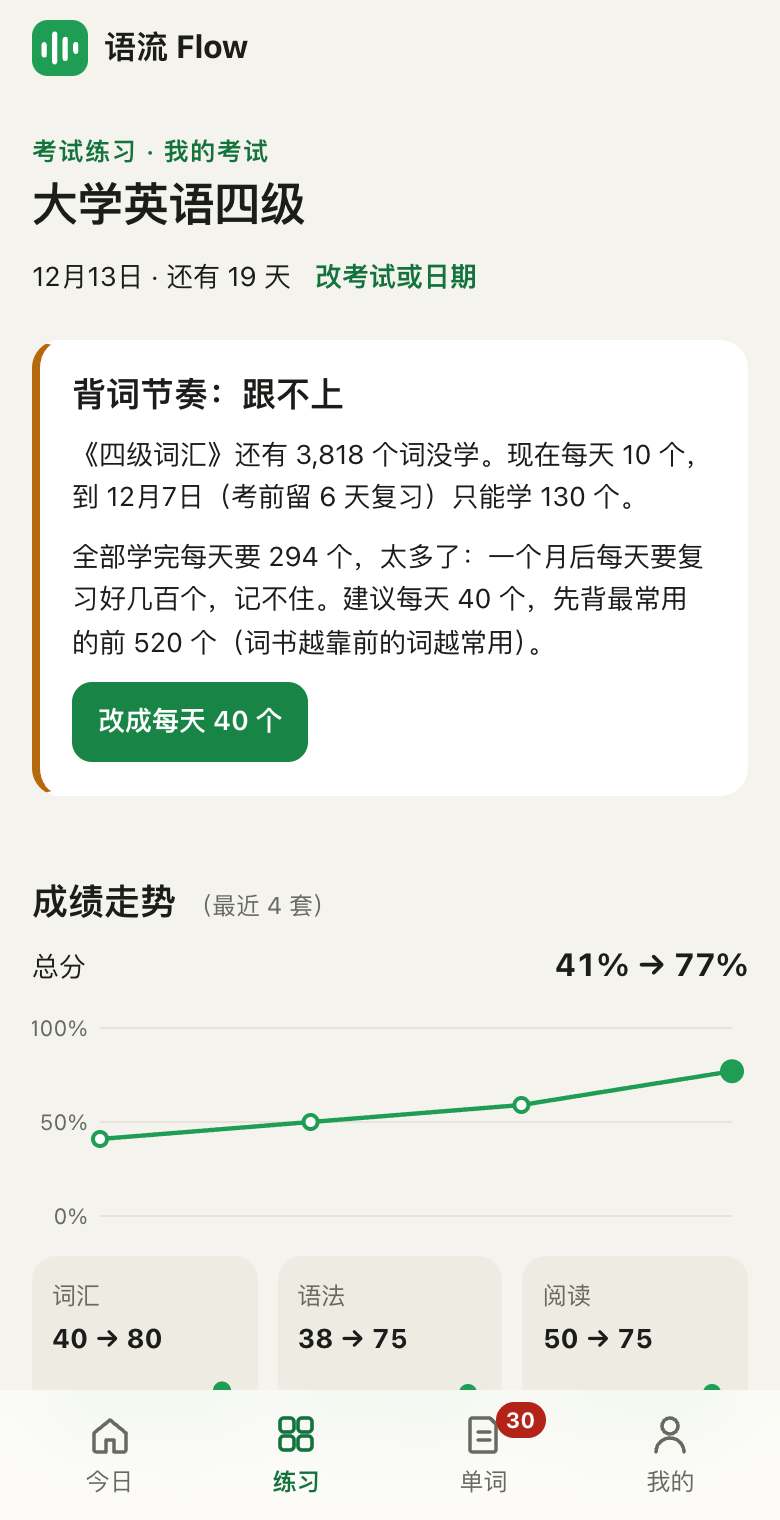 语流 Flow
考试练习 · 我的考试
大学英语四级
12月13日 · 还有 19 天 改考试或日期
背词节奏：跟不上
《四级词汇》还有 3,818 个词没学。现在每天 10 个，
到 12月7日（考前留 6 天复习）只能学 130 个。
全部学完每天要 294 个，太多了：一个月后每天要复
习好几百个，记不住。建议每天 40 个，先背最常用
的前 520 个（词书越靠前的词越常用）。
改成每天 40 个
成绩走势 （最近 4 套）
总分 41% → 77%
100%
50%
0%
词汇 语法 阅读
40 → 80 38 → 75 50 → 75
30
今日 练习 单词 我的